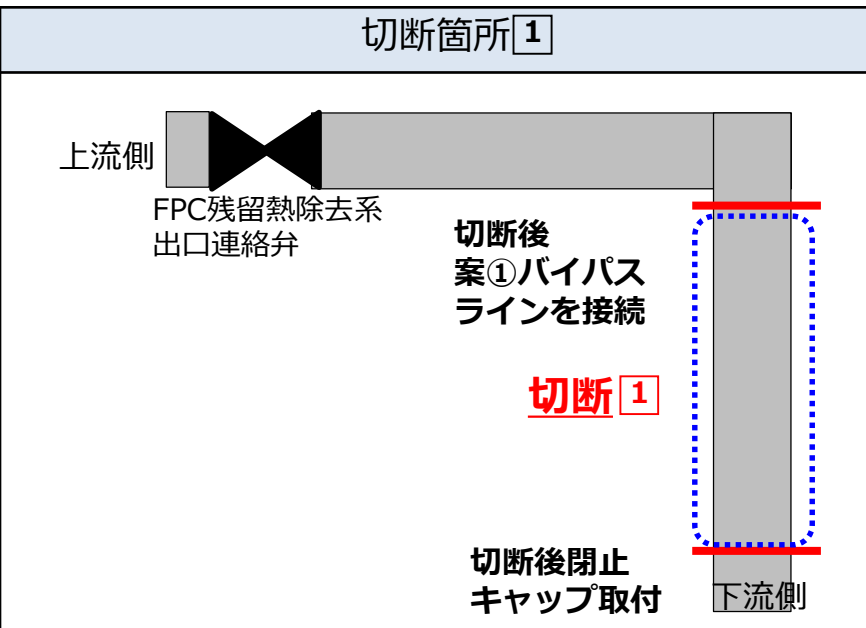 切断箇所1
上流側
FPC残留熱除去系
出口連絡弁
切断後
案①バイパス
ラインを接続
切断1
切断後閉止
キャップ取付
下流側